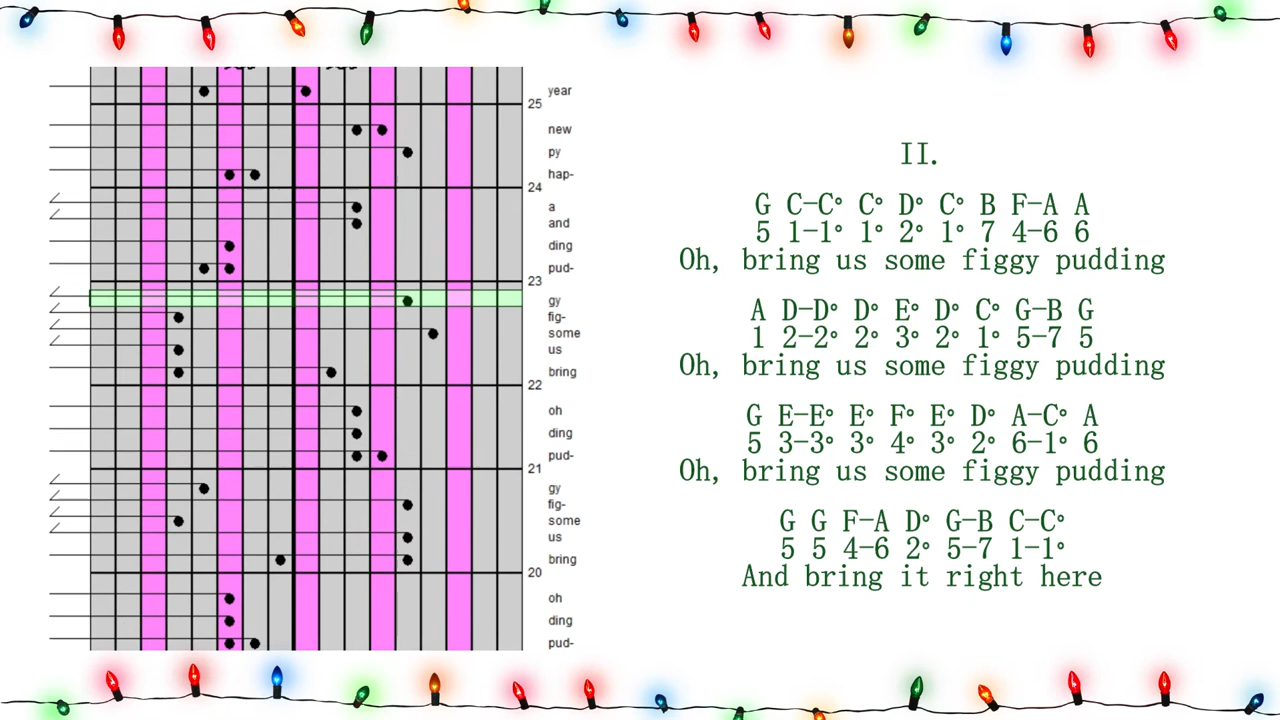 year
25
new
py
hap-
24
a
and
ding
pud-
23
gy
fig-
some
us
bring
22
oh
ding
pud-
21
gy
fig-
some
us
bring
20
oh
ding
pud-
II.
G C–C° C° D° C° B F–A A
5 1–1° 1° 2° 1° 7 4–6 6
Oh, bring us some figgy pudding
A D–D° D° E° D° C° G–B G
1 2–2° 2° 3° 2° 1° 5–7 5
Oh, bring us some figgy pudding
G E–E° E° F° E° D° A–C° A
5 3–3° 3° 4° 3° 2° 6–1° 6
Oh, bring us some figgy pudding
G G F–A D° G–B C–C°
5 5 4–6 2° 5–7 1–1°
And bring it right here